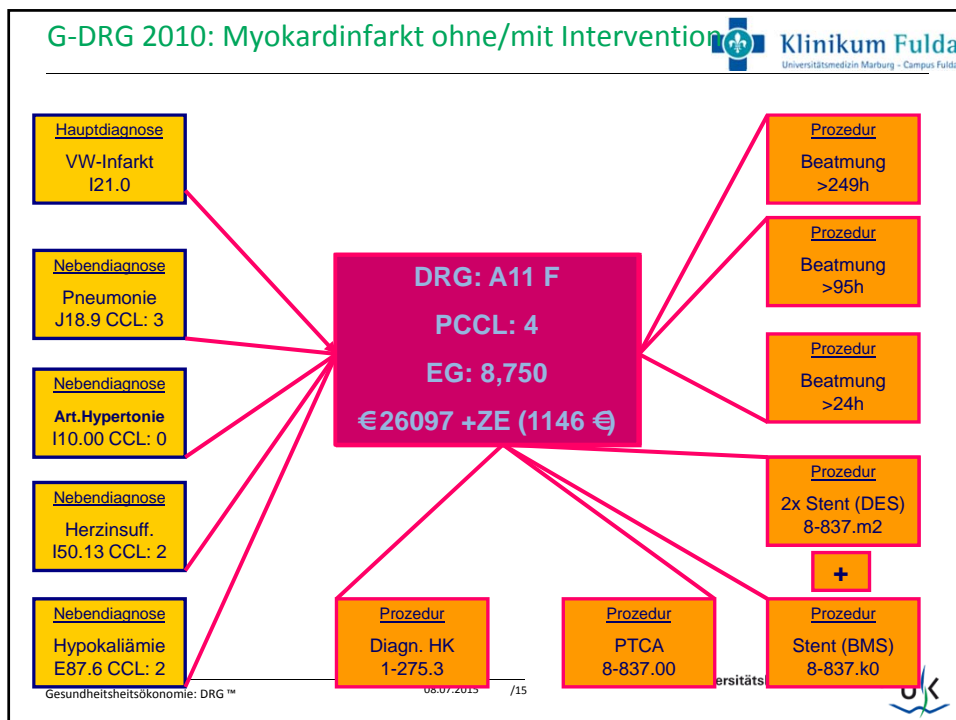 G-DRG 2010: Myokardinfarkt ohne/mit Intervention
Klinikum Fulda
Universitätsmedizin Marburg - Campus Fulda
Hauptdiagnose
VW-Infarkt
I21.0
Nebendiagnose
Pneumonie
J18.9 CCL: 3
Nebendiagnose
Art.Hypertonie
I10.00 CCL: 0
Nebendiagnose
Herzinsuff.
I50.13 CCL: 2
Nebendiagnose
Hypokaliämie
E87.6 CCL: 2
DRG: A11 F
PCCL: 4
EG: 8,750
€ 26097 +ZE (1146 €)
Prozedur
Beatmung
>249h
Prozedur
Beatmung
>95h
Prozedur
Beatmung
>24h
Prozedur
2x Stent (DES)
8-837.m2
+
Prozedur
Diagn. HK
1-275.3
Prozedur
PTCA
8-837.00
Prozedur
Stent (BMS)
8-837.k0
Gesundheitsheitsökonomie: DRG ™
08.07.2015 /15